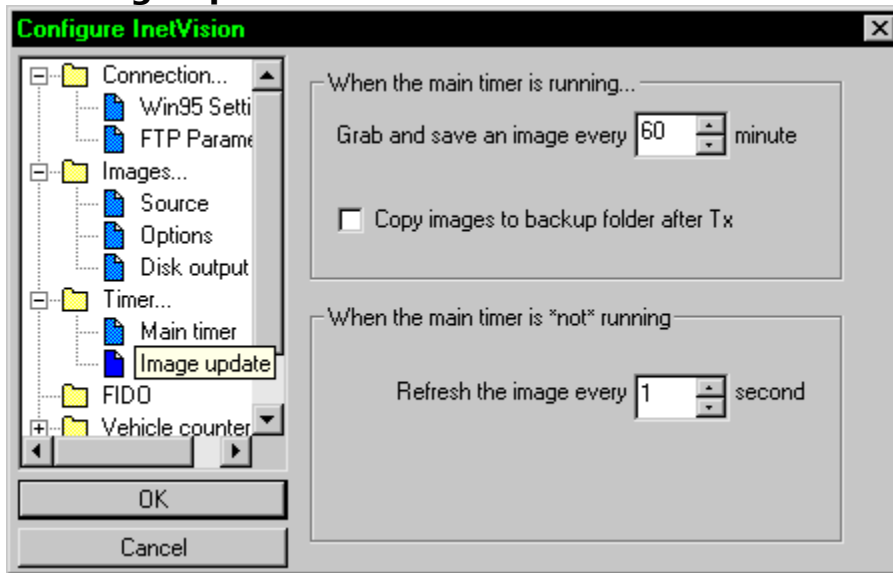 Configure InetVision
Connection...
Win95 Setti
FTP Parame
Images...
Source
Options
Disk output
Timer...
Main timer
Image update
FIDO
Vehicle counter
OK
Cancel
When the main timer is running...
Grab and save an image every 60 minute
Copy images to backup folder after Tx
When the main timer is *not* running
Refresh the image every 1 second